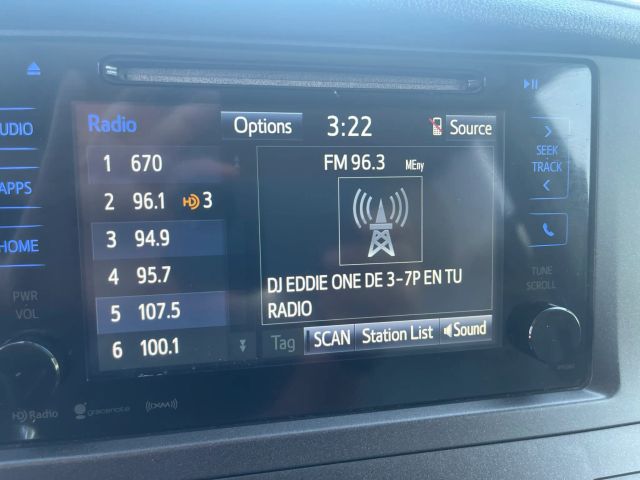 Radio
Options
3:22
Source
1 670
2 96.1 HD 3
3 94.9
4 95.7
5 107.5
6 100.1
FM 96.3 MEny
DJ EDDIE ONE DE 3-7P EN TU
RADIO
Tag
SCAN
Station List
Sound
UDIO
APPS
HOME
PWR
VOL
SEEK
TRACK
TUNE
SCROLL
HD Radio
gracenote
((XM))